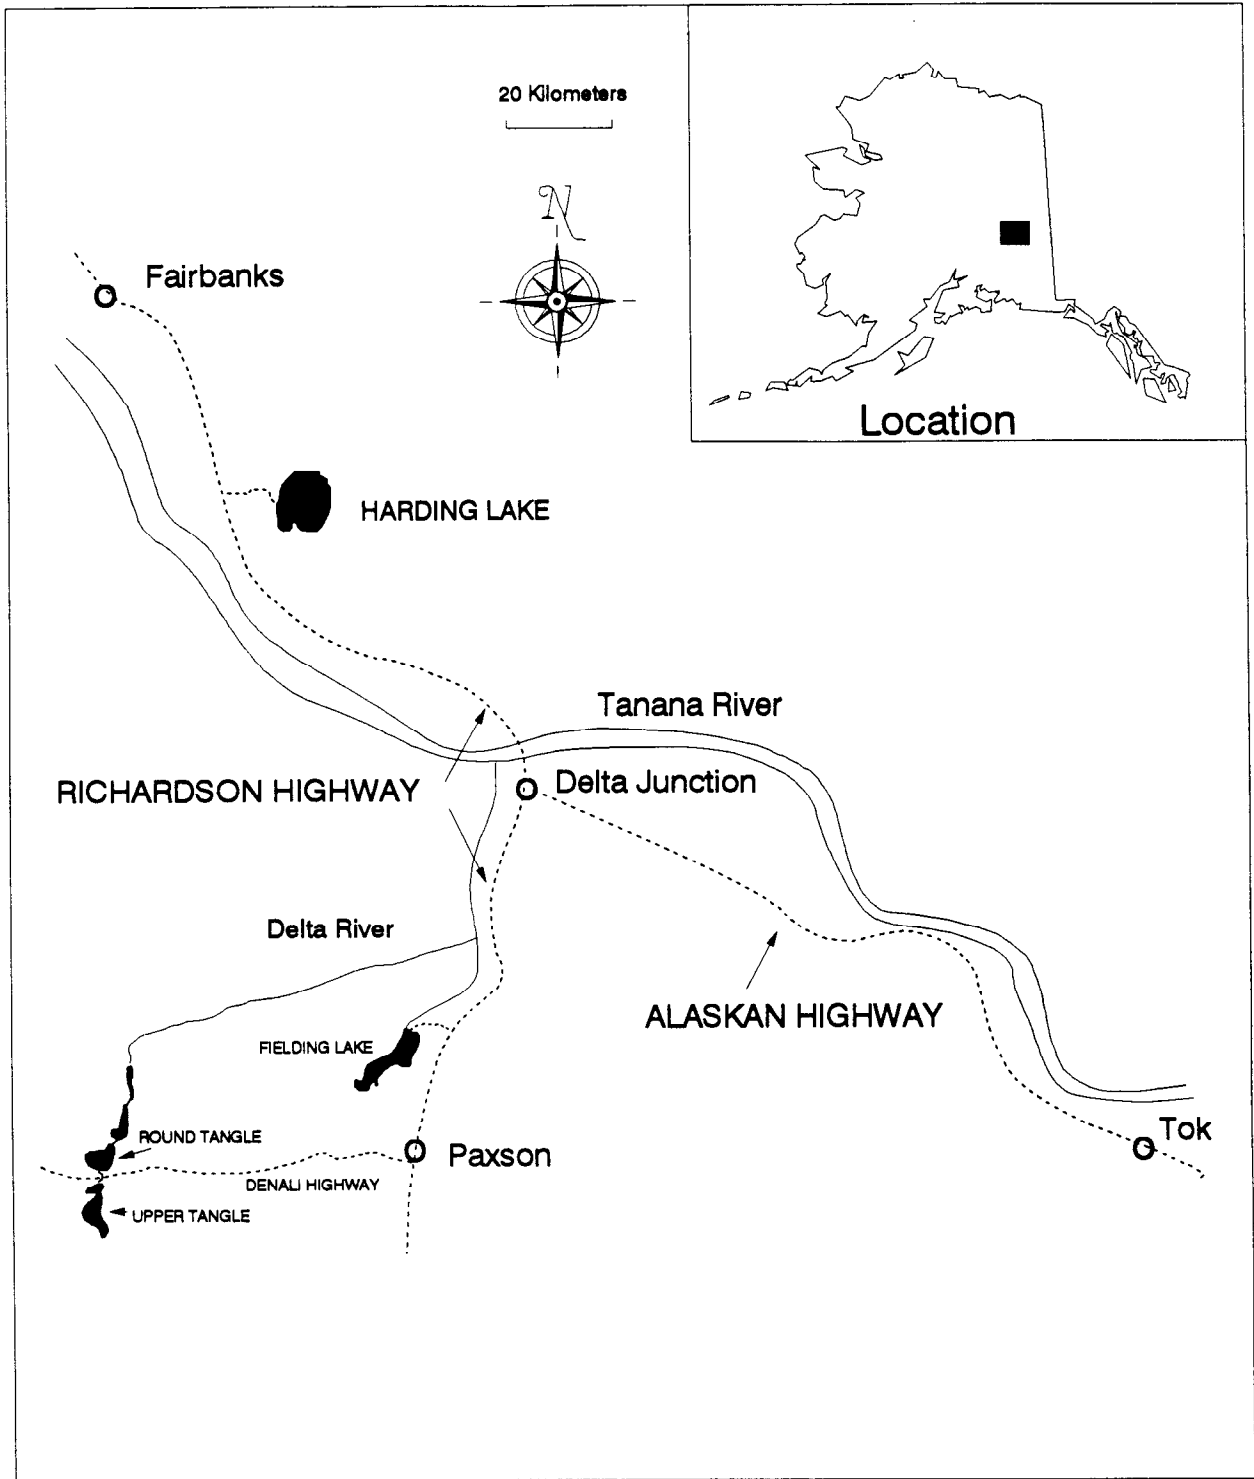 20 Kilometers
N
Location
Fairbanks
HARDING LAKE
Tanana River
RICHARDSON HIGHWAY
Delta Junction
Delta River
ALASKAN HIGHWAY
FIELDING LAKE
ROUND TANGLE
Paxson
Tok
DENALI HIGHWAY
UPPER TANGLE